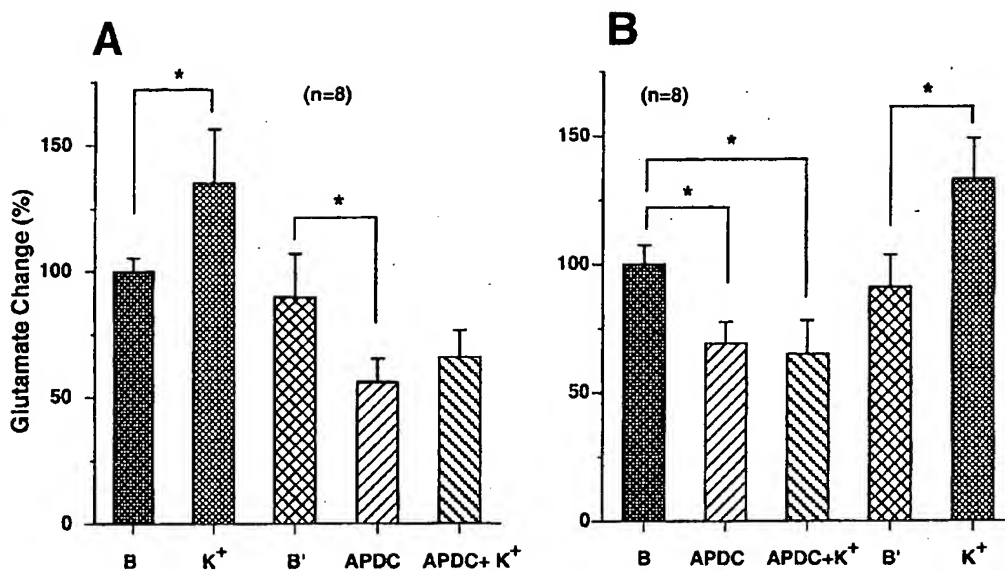 A
B
*
(n=8)
*
150
100
50
0
Glutamate Change (%)
B K⁺ B' APDC APDC+ K⁺
(n=8)
*
*
*
150
100
50
0
B APDC APDC+K⁺ B' K⁺